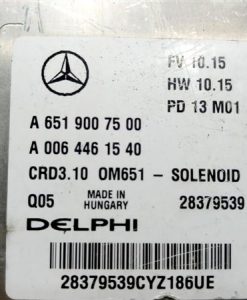 FV 10.15
HW 10.15
PD 13 M01
A 651 900 75 00
A 006 446 15 40
CRD3.10 OM651 - SOLENOID
Q05 MADE IN HUNGARY 28379539
DELPHI
28379539CYZ186UE